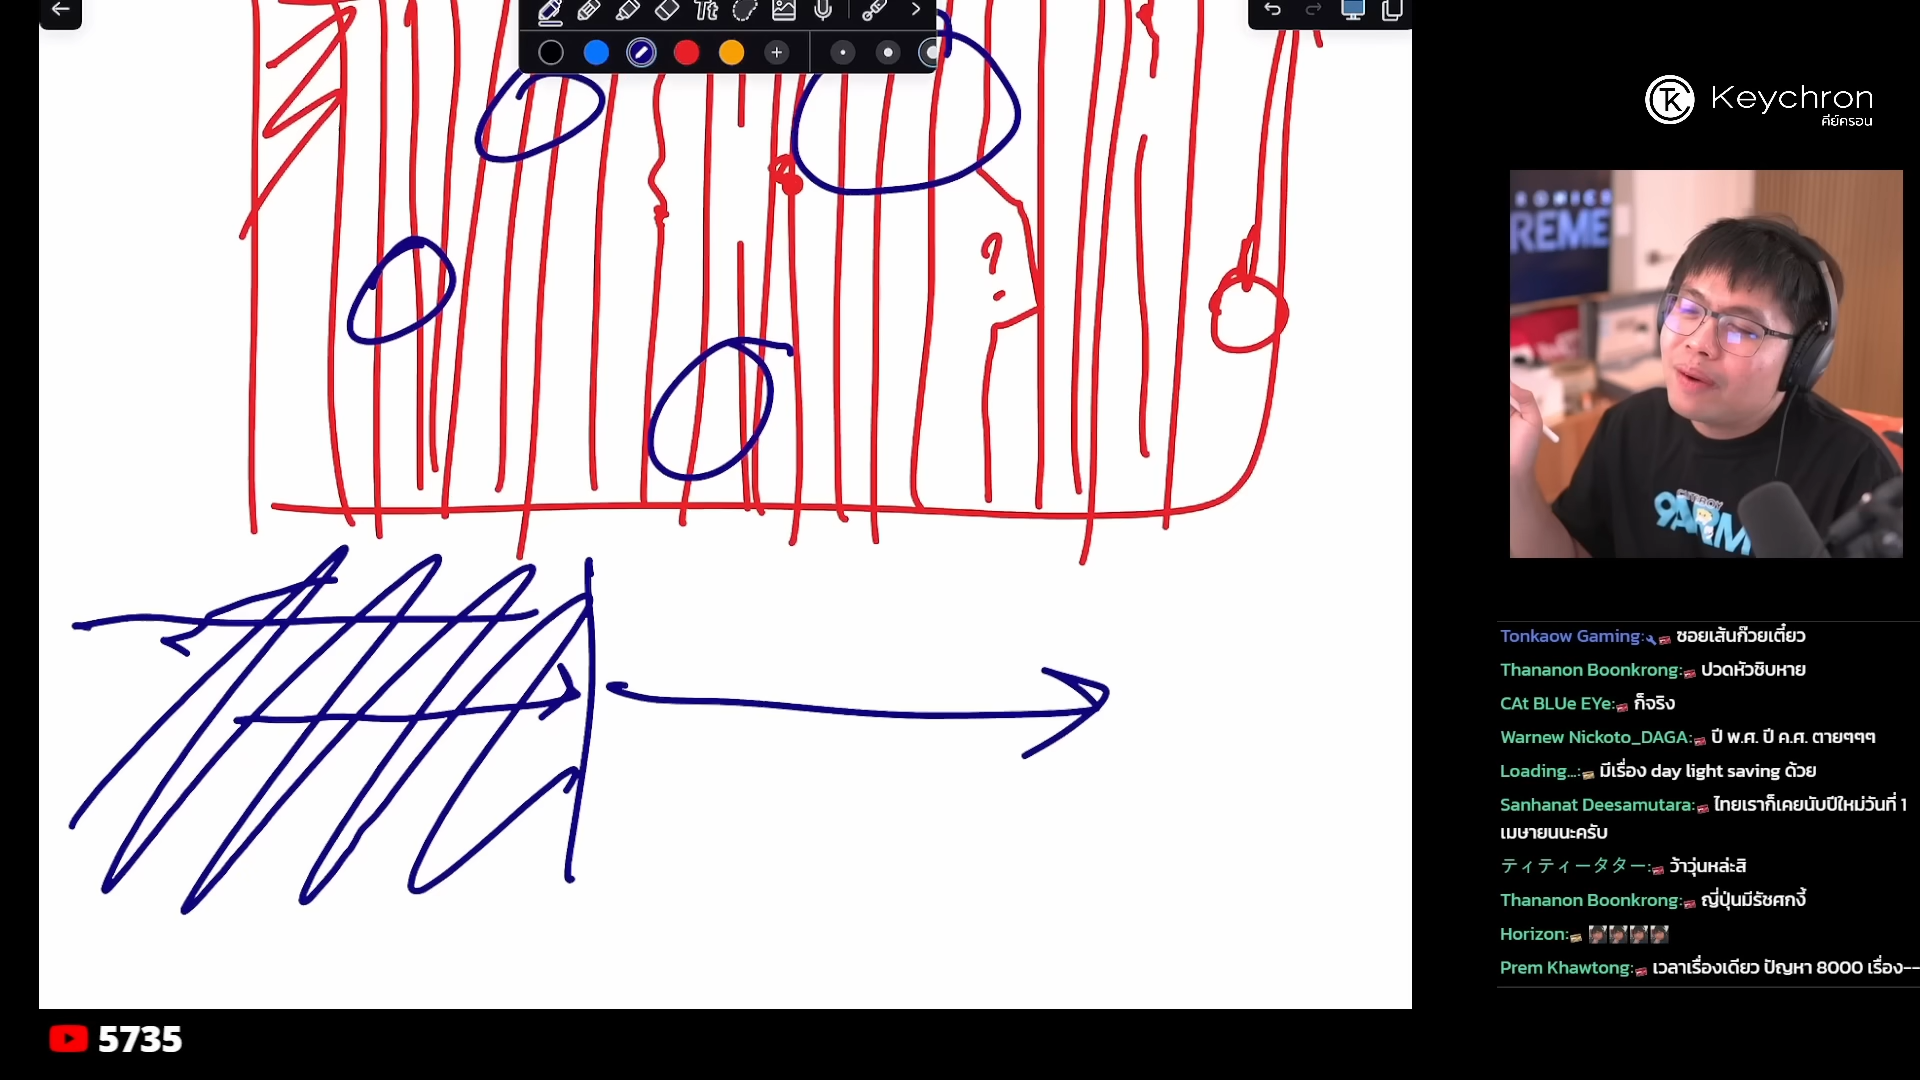 Tt
?
Keychron
คีย์ครอน
ONICS
REME
9ARM
Tonkaow Gaming: ซอยเส้นก๊วยเตี๋ยว
Thananon Boonkrong: ปวดหัวชิบหาย
CAt BLUe EYe: ก็จริง
Warnew Nickoto_DAGA: ปี พ.ศ. ปี ค.ศ. ตายๆๆๆ
Loading...: มีเรื่อง day light saving ด้วย
Sanhanat Deesamutara: ไทยเราก็เคยนับปีใหม่วันที่ 1
เมษายนนะครับ
ティティータター: ว้าวุ่นหล่ะสิ
Thananon Boonkrong: ญี่ปุ่นมีรัชศกงี้
Horizon:
Prem Khawtong: เวลาเรื่องเดียว ปัญหา 8000 เรื่อง--
5735